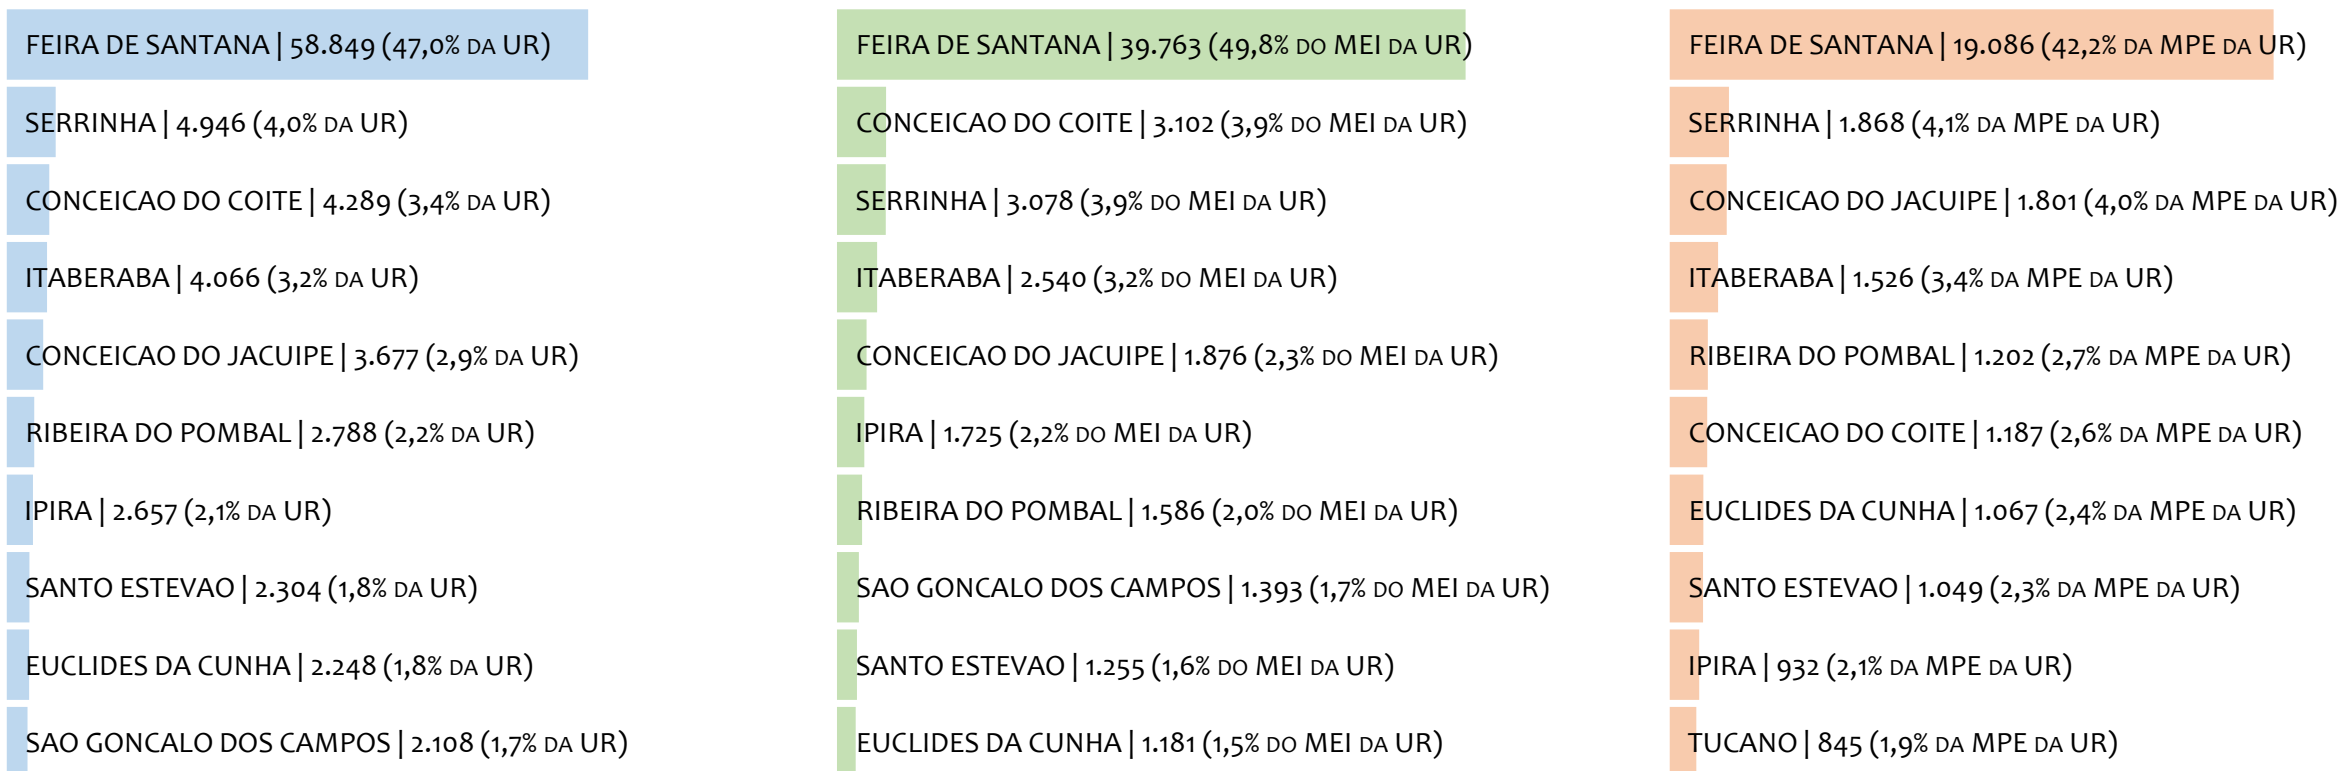 FEIRA DE SANTANA | 58.849 (47,0% DA UR)
SERRINHA | 4.946 (4,0% DA UR)
CONCEICAO DO COITE | 4.289 (3,4% DA UR)
ITABERABA | 4.066 (3,2% DA UR)
CONCEICAO DO JACUIPE | 3.677 (2,9% DA UR)
RIBEIRA DO POMBAL | 2.788 (2,2% DA UR)
IPIRA | 2.657 (2,1% DA UR)
SANTO ESTEVAO | 2.304 (1,8% DA UR)
EUCLIDES DA CUNHA | 2.248 (1,8% DA UR)
SAO GONCALO DOS CAMPOS | 2.108 (1,7% DA UR)
FEIRA DE SANTANA | 39.763 (49,8% DO MEI DA UR)
CONCEICAO DO COITE | 3.102 (3,9% DO MEI DA UR)
SERRINHA | 3.078 (3,9% DO MEI DA UR)
ITABERABA | 2.540 (3,2% DO MEI DA UR)
CONCEICAO DO JACUIPE | 1.876 (2,3% DO MEI DA UR)
IPIRA | 1.725 (2,2% DO MEI DA UR)
RIBEIRA DO POMBAL | 1.586 (2,0% DO MEI DA UR)
SAO GONCALO DOS CAMPOS | 1.393 (1,7% DO MEI DA UR)
SANTO ESTEVAO | 1.255 (1,6% DO MEI DA UR)
EUCLIDES DA CUNHA | 1.181 (1,5% DO MEI DA UR)
FEIRA DE SANTANA | 19.086 (42,2% DA MPE DA UR)
SERRINHA | 1.868 (4,1% DA MPE DA UR)
CONCEICAO DO JACUIPE | 1.801 (4,0% DA MPE DA UR)
ITABERABA | 1.526 (3,4% DA MPE DA UR)
RIBEIRA DO POMBAL | 1.202 (2,7% DA MPE DA UR)
CONCEICAO DO COITE | 1.187 (2,6% DA MPE DA UR)
EUCLIDES DA CUNHA | 1.067 (2,4% DA MPE DA UR)
SANTO ESTEVAO | 1.049 (2,3% DA MPE DA UR)
IPIRA | 932 (2,1% DA MPE DA UR)
TUCANO | 845 (1,9% DA MPE DA UR)